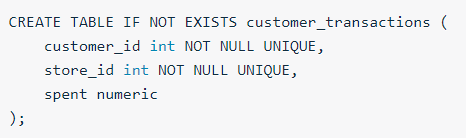 CREATE TABLE IF NOT EXISTS customer_transactions (
    customer_id int NOT NULL UNIQUE,
    store_id int NOT NULL UNIQUE,
    spent numeric
);